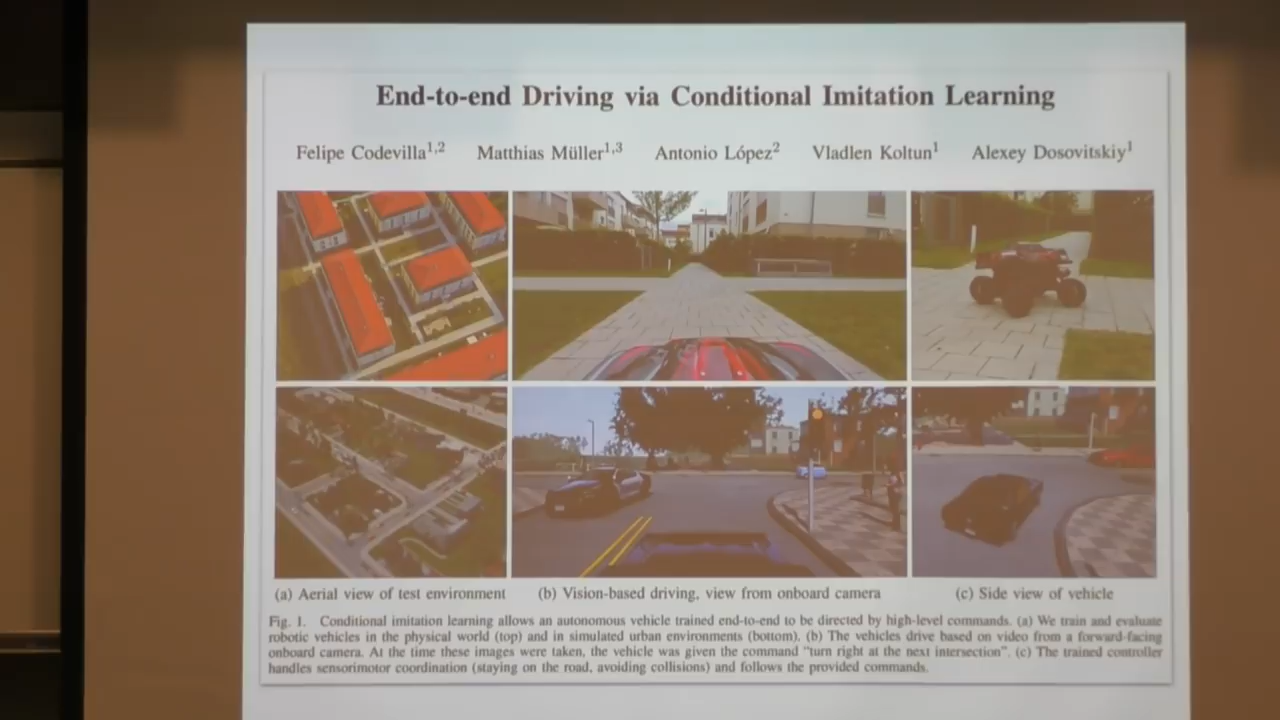 End-to-end Driving via Conditional Imitation Learning
Felipe Codevilla1,2 Matthias Müller1,3 Antonio López2 Vladlen Koltun1 Alexey Dosovitskiy1
(a) Aerial view of test environment (b) Vision-based driving, view from onboard camera (c) Side view of vehicle
Fig. 1. Conditional imitation learning allows an autonomous vehicle trained end-to-end to be directed by high-level commands. (a) We train and evaluate
robotic vehicles in the physical world (top) and in simulated urban environments (bottom). (b) The vehicles drive based on video from a forward-facing
onboard camera. At the time these images were taken, the vehicle was given the command "turn right at the next intersection". (c) The trained controller
handles sensorimotor coordination (staying on the road, avoiding collisions) and follows the provided commands.